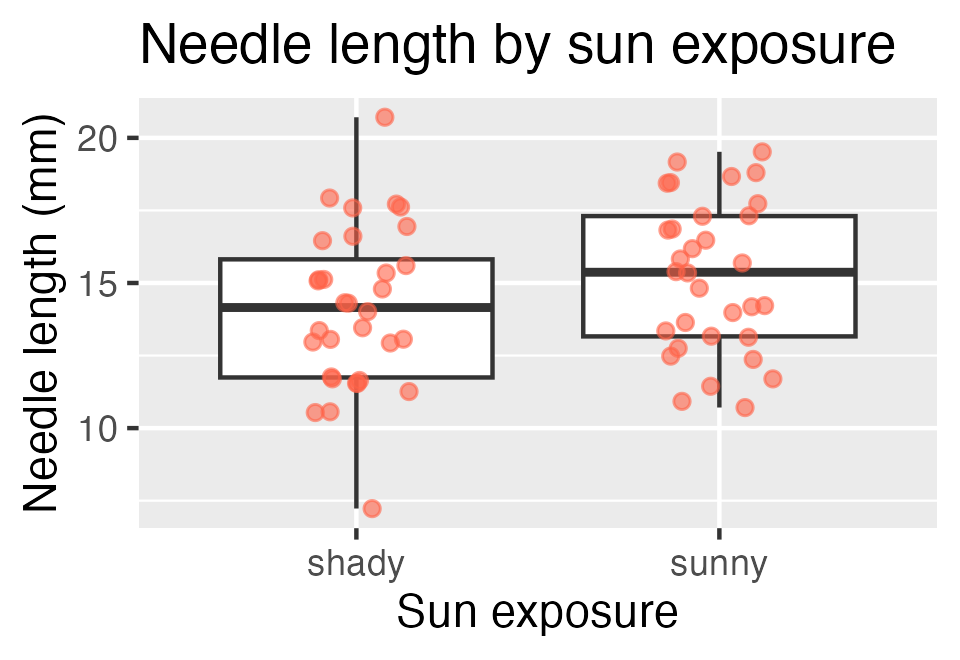 Needle length by sun exposure
Needle length (mm)
20
15
10
shady sunny
Sun exposure